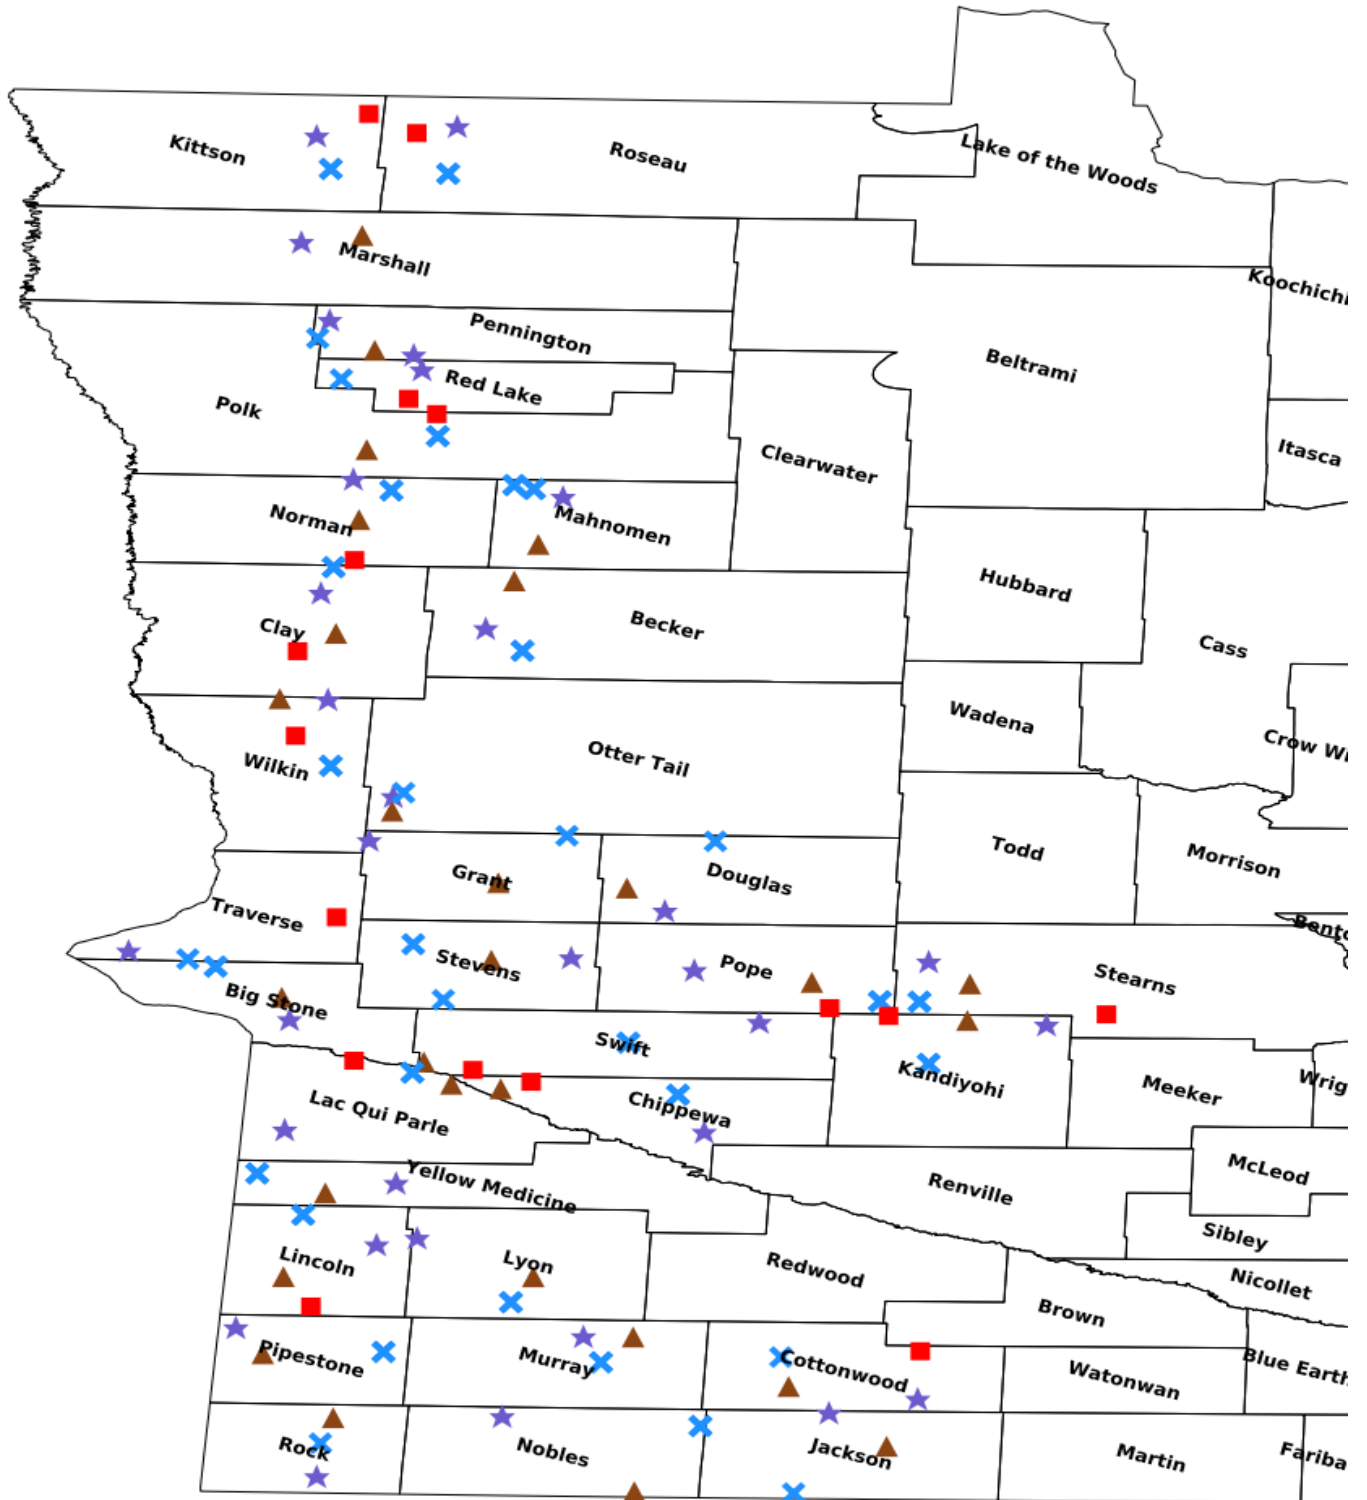 Kittson
Roseau
Lake of the Woods
Marshall
Koochichi
Pennington
Beltrami
Red Lake
Polk
Clearwater
Itasca
Norman
Mahnomen
Hubbard
Clay
Becker
Cass
Wadena
Wilkin
Otter Tail
Crow Wi
Todd
Morrison
Grant
Douglas
Traverse
Bento
Stevens
Pope
Stearns
Big Stone
Swift
Kandiyohi
Meeker
Wrig
Lac Qui Parle
Chippewa
McLeod
Yellow Medicine
Renville
Sibley
Lincoln
Lyon
Redwood
Nicollet
Brown
Pipestone
Murray
Cottonwood
Watonwan
Blue Earth
Rock
Nobles
Jackson
Martin
Fariba